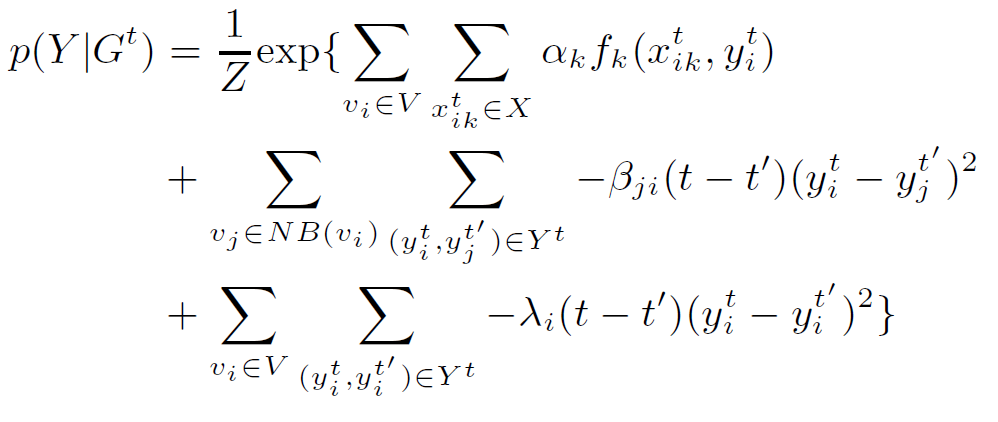 p(Y|G^t) = \frac{1}{Z} exp\{ \sum_{v_i \in V} \sum_{x_{ik}^t \in X} \alpha_k f_k(x_{ik}^t, y_i^t)
+ \sum_{v_j \in NB(v_i)} \sum_{(y_i^t, y_j^{t'}) \in Y^t} -\beta_{ji}(t - t')(y_i^t - y_j^{t'})^2
+ \sum_{v_i \in V} \sum_{(y_i^t, y_i^{t'}) \in Y^t} -\lambda_i(t - t')(y_i^t - y_i^{t'})^2\}